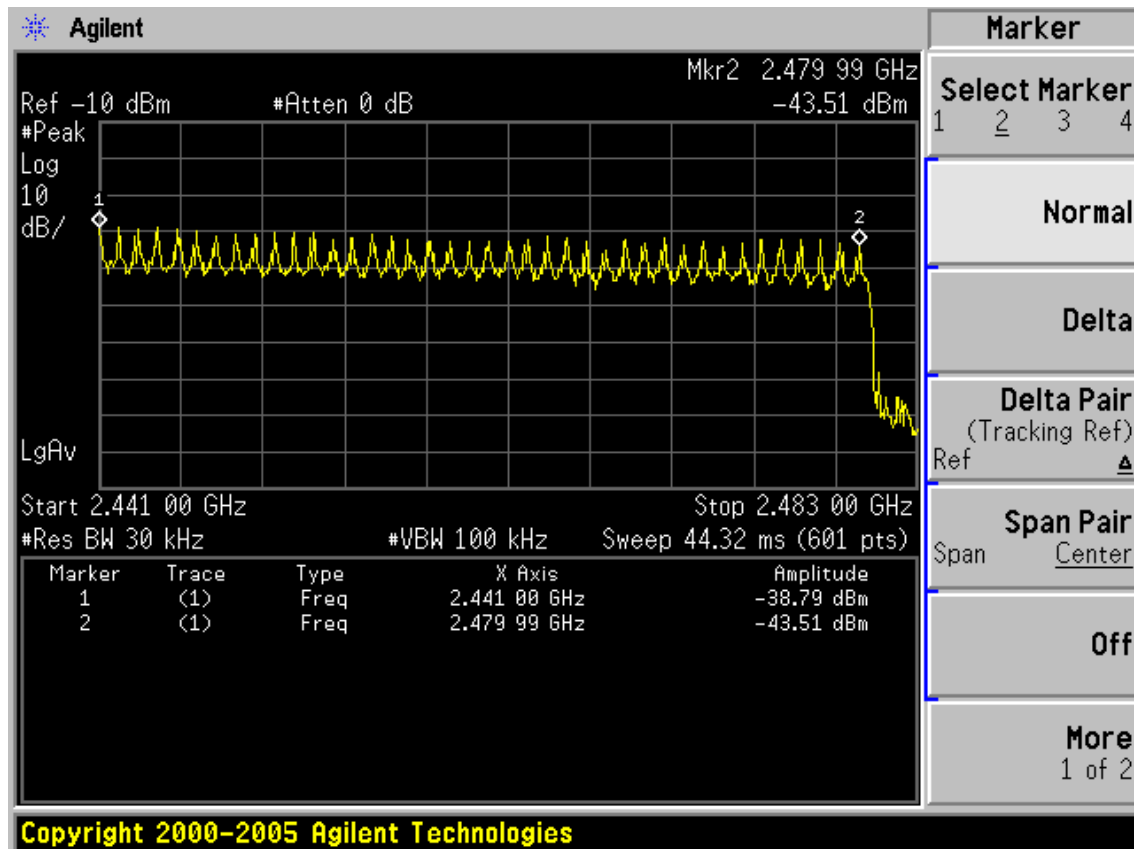 Agilent
Marker
Mkr2 2.479 99 GHz
Ref -10 dBm #Atten 0 dB -43.51 dBm
#Peak
Log
10
dB/
1
2
LgAv
Start 2.441 00 GHz Stop 2.483 00 GHz
#Res BW 30 kHz #VBW 100 kHz Sweep 44.32 ms (601 pts)
Marker Trace Type X Axis Amplitude
1 (1) Freq 2.441 00 GHz -38.79 dBm
2 (1) Freq 2.479 99 GHz -43.51 dBm
Select Marker
1 2 3 4
Normal
Delta
Delta Pair
(Tracking Ref)
Ref Δ
Span Pair
Span Center
Off
More
1 of 2
Copyright 2000-2005 Agilent Technologies